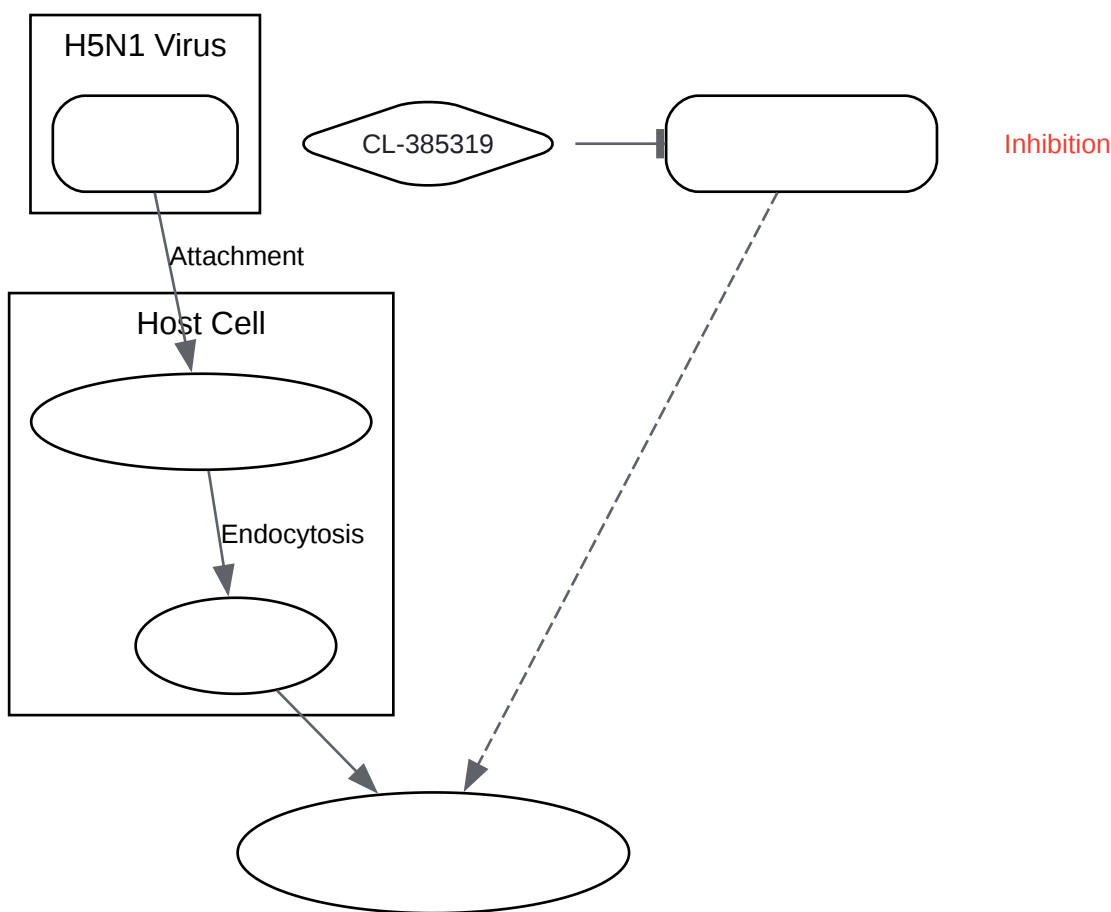 H5N1 Virus
CL-385319
Inhibition
Attachment
Host Cell
Endocytosis